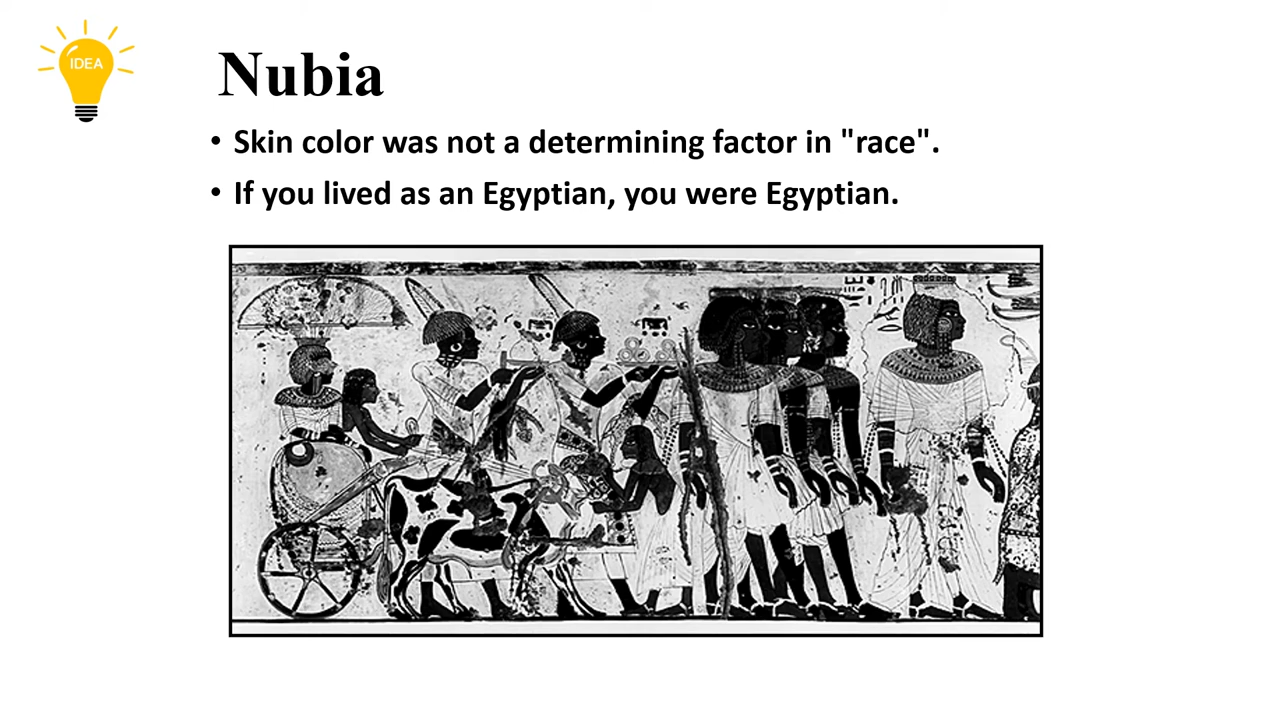 IDEA
Nubia
• Skin color was not a determining factor in "race".
• If you lived as an Egyptian, you were Egyptian.